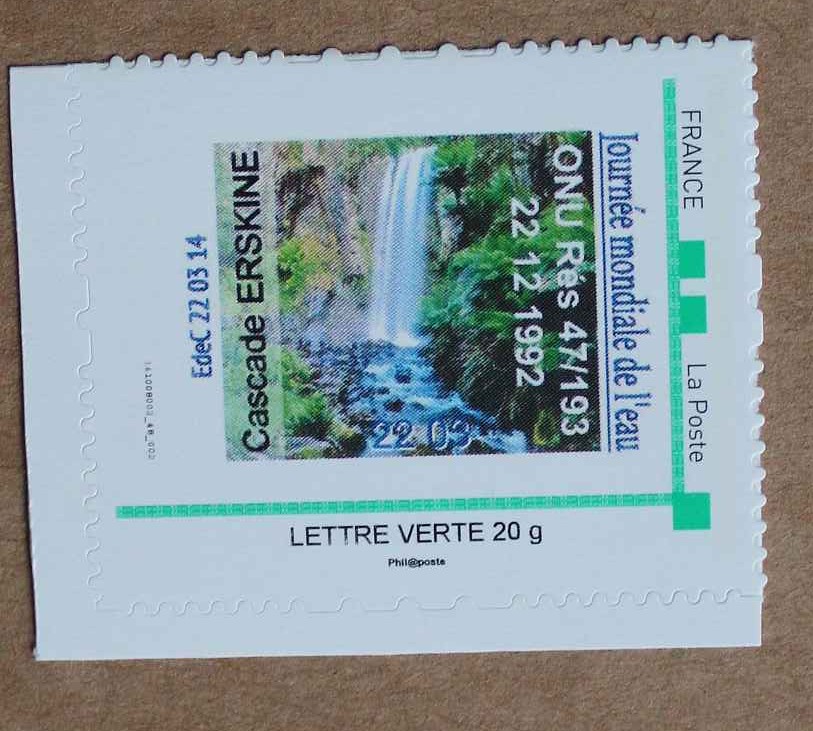 FRANCE
La Poste
Journée mondiale de l'eau
ONU Rés 47/193
22 12 1992
22 03
Cascade ERSKINE
EdeC 22 03 14
LETTRE VERTE 20 g
Phil@poste